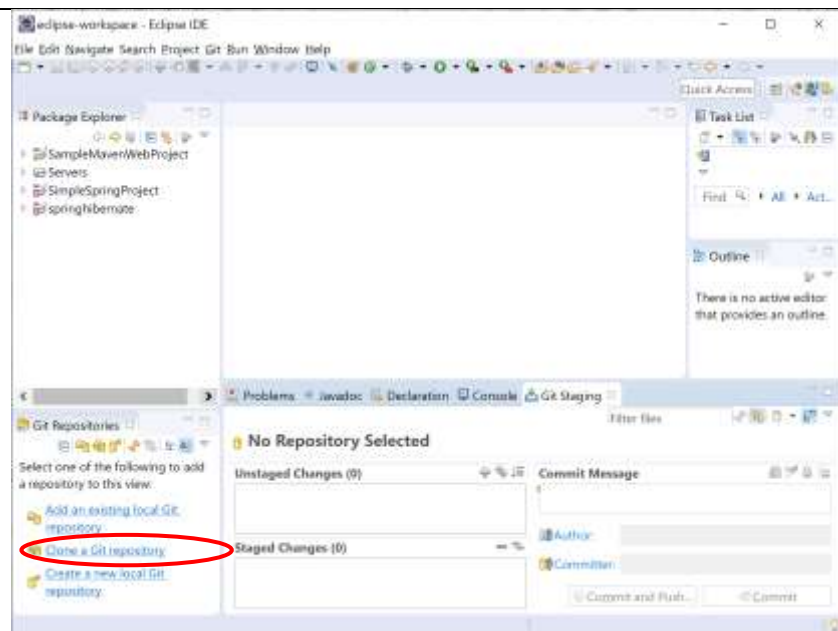 eclipse-workspace - Eclipse IDE
File Edit Navigate Search Project Git Run Window Help
Quick Access
Package Explorer
SampleMavenWebProject
Servers
SimpleSpringProject
springhibernate
Task List
Find
All
Act...
Outline
There is no active editor
that provides an outline.
Problems
Javadoc
Declaration
Console
Git Staging
Git Repositories
Select one of the following to add
a repository to this view:
Add an existing local Git
repository
Clone a Git repository
Create a new local Git
repository
Filter files
No Repository Selected
Unstaged Changes (0)
Staged Changes (0)
Commit Message
Author:
Committer:
Commit and Push...
Commit